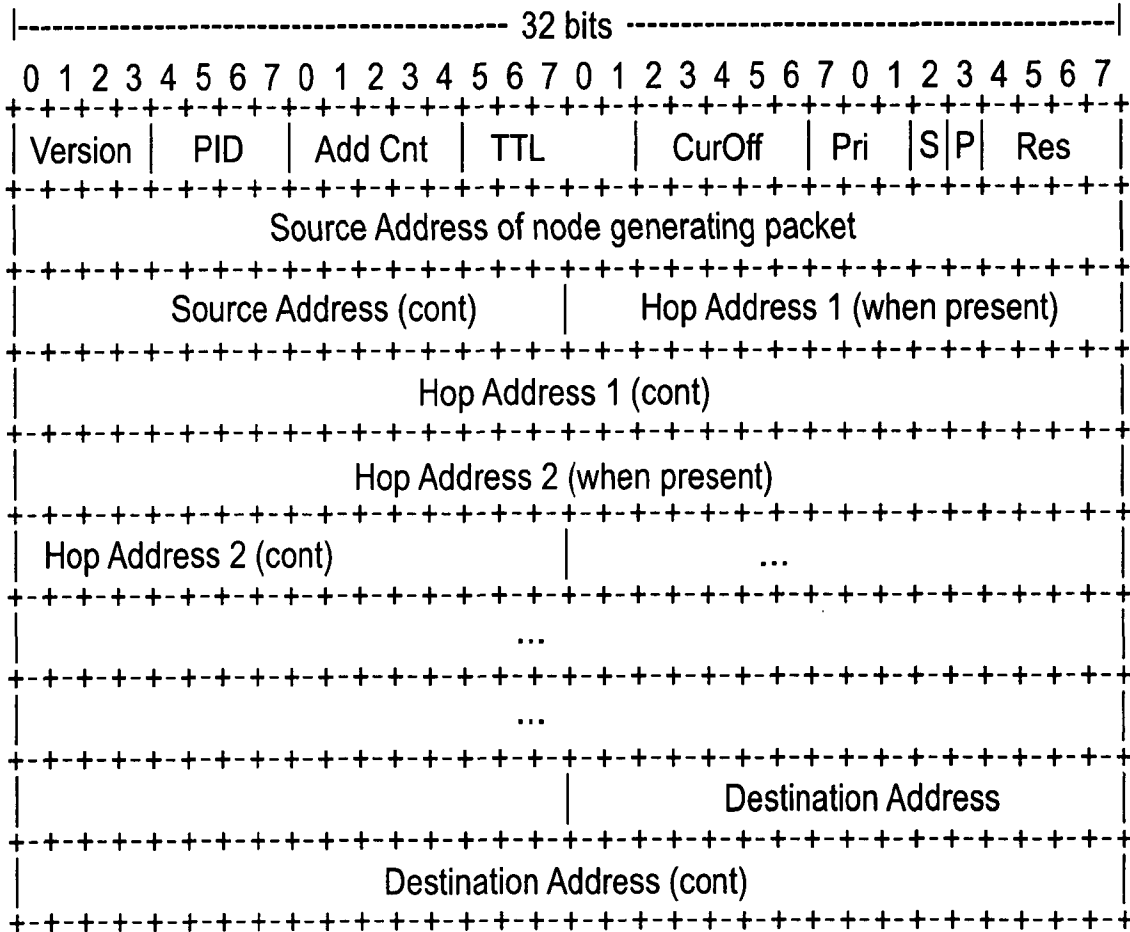 |------------------------------- 32 bits -------------------------------|
0 1 2 3 4 5 6 7 0 1 2 3 4 5 6 7 0 1 2 3 4 5 6 7 0 1 2 3 4 5 6 7
+-+-+-+-+-+-+-+-+-+-+-+-+-+-+-+-+-+-+-+-+-+-+-+-+-+-+-+-+-+-+-+-+
| Version | PID | Add Cnt | TTL | CurOff | Pri |S|P| Res |
+-+-+-+-+-+-+-+-+-+-+-+-+-+-+-+-+-+-+-+-+-+-+-+-+-+-+-+-+-+-+-+-+
| Source Address of node generating packet |
+-+-+-+-+-+-+-+-+-+-+-+-+-+-+-+-+-+-+-+-+-+-+-+-+-+-+-+-+-+-+-+-+
| Source Address (cont) | Hop Address 1 (when present) |
+-+-+-+-+-+-+-+-+-+-+-+-+-+-+-+-+-+-+-+-+-+-+-+-+-+-+-+-+-+-+-+-+
| Hop Address 1 (cont) |
+-+-+-+-+-+-+-+-+-+-+-+-+-+-+-+-+-+-+-+-+-+-+-+-+-+-+-+-+-+-+-+-+
| Hop Address 2 (when present) |
+-+-+-+-+-+-+-+-+-+-+-+-+-+-+-+-+-+-+-+-+-+-+-+-+-+-+-+-+-+-+-+-+
| Hop Address 2 (cont) | ... |
+-+-+-+-+-+-+-+-+-+-+-+-+-+-+-+-+-+-+-+-+-+-+-+-+-+-+-+-+-+-+-+-+
| ... |
+-+-+-+-+-+-+-+-+-+-+-+-+-+-+-+-+-+-+-+-+-+-+-+-+-+-+-+-+-+-+-+-+
| ... |
+-+-+-+-+-+-+-+-+-+-+-+-+-+-+-+-+-+-+-+-+-+-+-+-+-+-+-+-+-+-+-+-+
| | Destination Address |
+-+-+-+-+-+-+-+-+-+-+-+-+-+-+-+-+-+-+-+-+-+-+-+-+-+-+-+-+-+-+-+-+
| Destination Address (cont) |
+-+-+-+-+-+-+-+-+-+-+-+-+-+-+-+-+-+-+-+-+-+-+-+-+-+-+-+-+-+-+-+-+